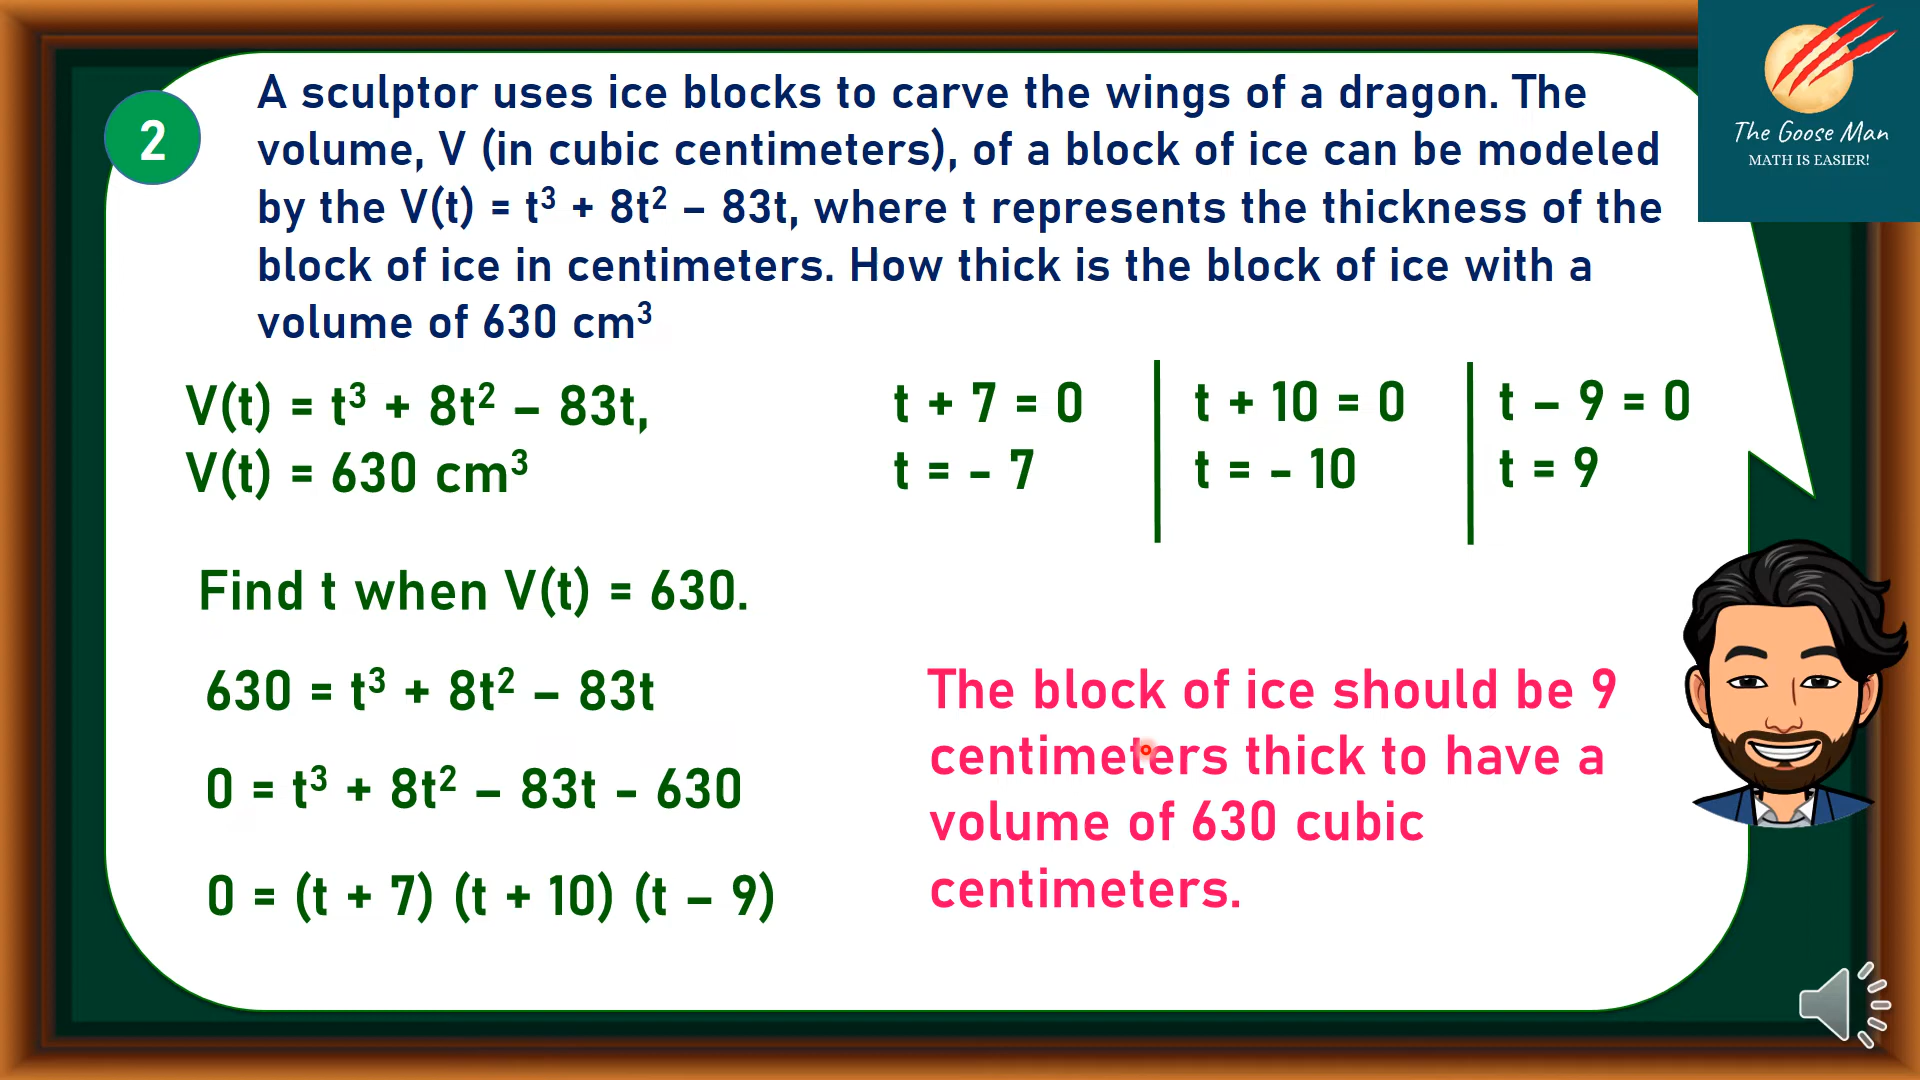 2
A sculptor uses ice blocks to carve the wings of a dragon. The
volume, V (in cubic centimeters), of a block of ice can be modeled
by the V(t) = t³ + 8t² – 83t, where t represents the thickness of the
block of ice in centimeters. How thick is the block of ice with a
volume of 630 cm³
The Goose Man
MATH IS EASIER!
V(t) = t³ + 8t² – 83t,
V(t) = 630 cm³
Find t when V(t) = 630.
630 = t³ + 8t² – 83t
0 = t³ + 8t² – 83t - 630
0 = (t + 7) (t + 10) (t – 9)
t + 7 = 0
t = - 7
t + 10 = 0
t = - 10
t – 9 = 0
t = 9
The block of ice should be 9
centimeters thick to have a
volume of 630 cubic
centimeters.